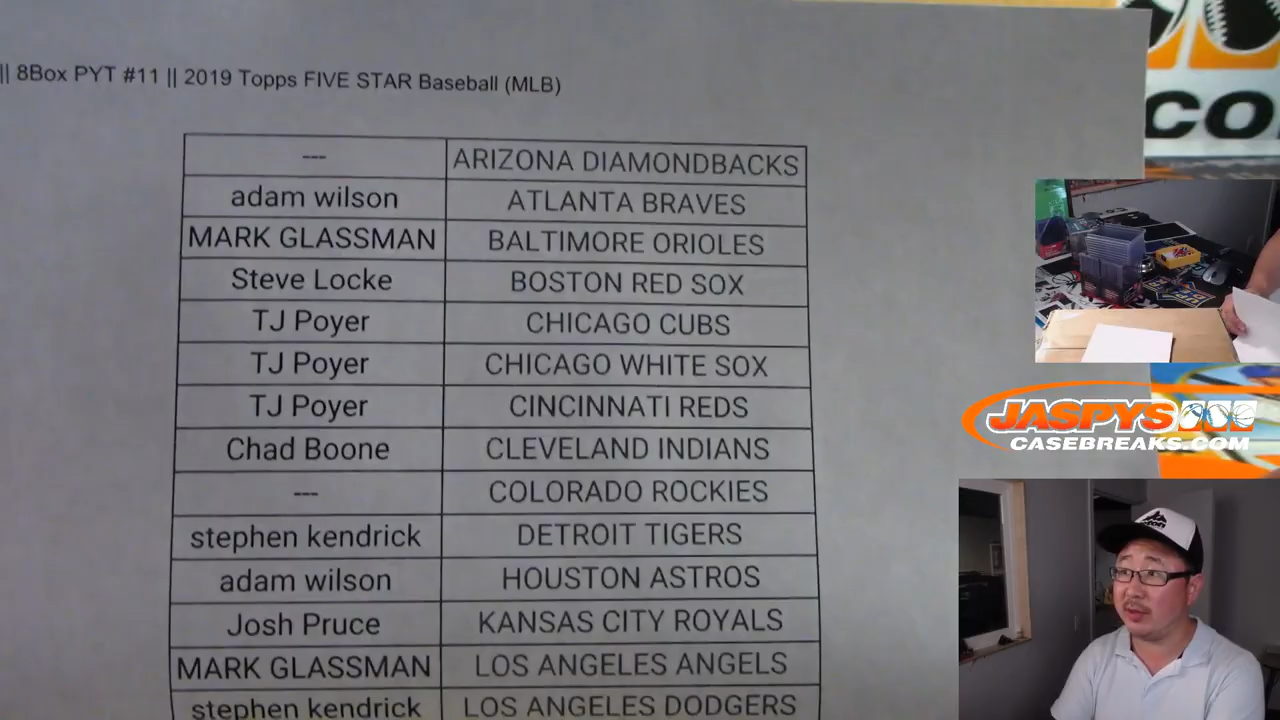 || 8Box PYT #11 || 2019 Topps FIVE STAR Baseball (MLB)
--- ARIZONA DIAMONDBACKS
adam wilson ATLANTA BRAVES
MARK GLASSMAN BALTIMORE ORIOLES
Steve Locke BOSTON RED SOX
TJ Poyer CHICAGO CUBS
TJ Poyer CHICAGO WHITE SOX
TJ Poyer CINCINNATI REDS
Chad Boone CLEVELAND INDIANS
--- COLORADO ROCKIES
stephen kendrick DETROIT TIGERS
adam wilson HOUSTON ASTROS
Josh Pruce KANSAS CITY ROYALS
MARK GLASSMAN LOS ANGELES ANGELS
stephen kendrick LOS ANGELES DODGERS
CO
JASPYS
CASEBREAKS.COM